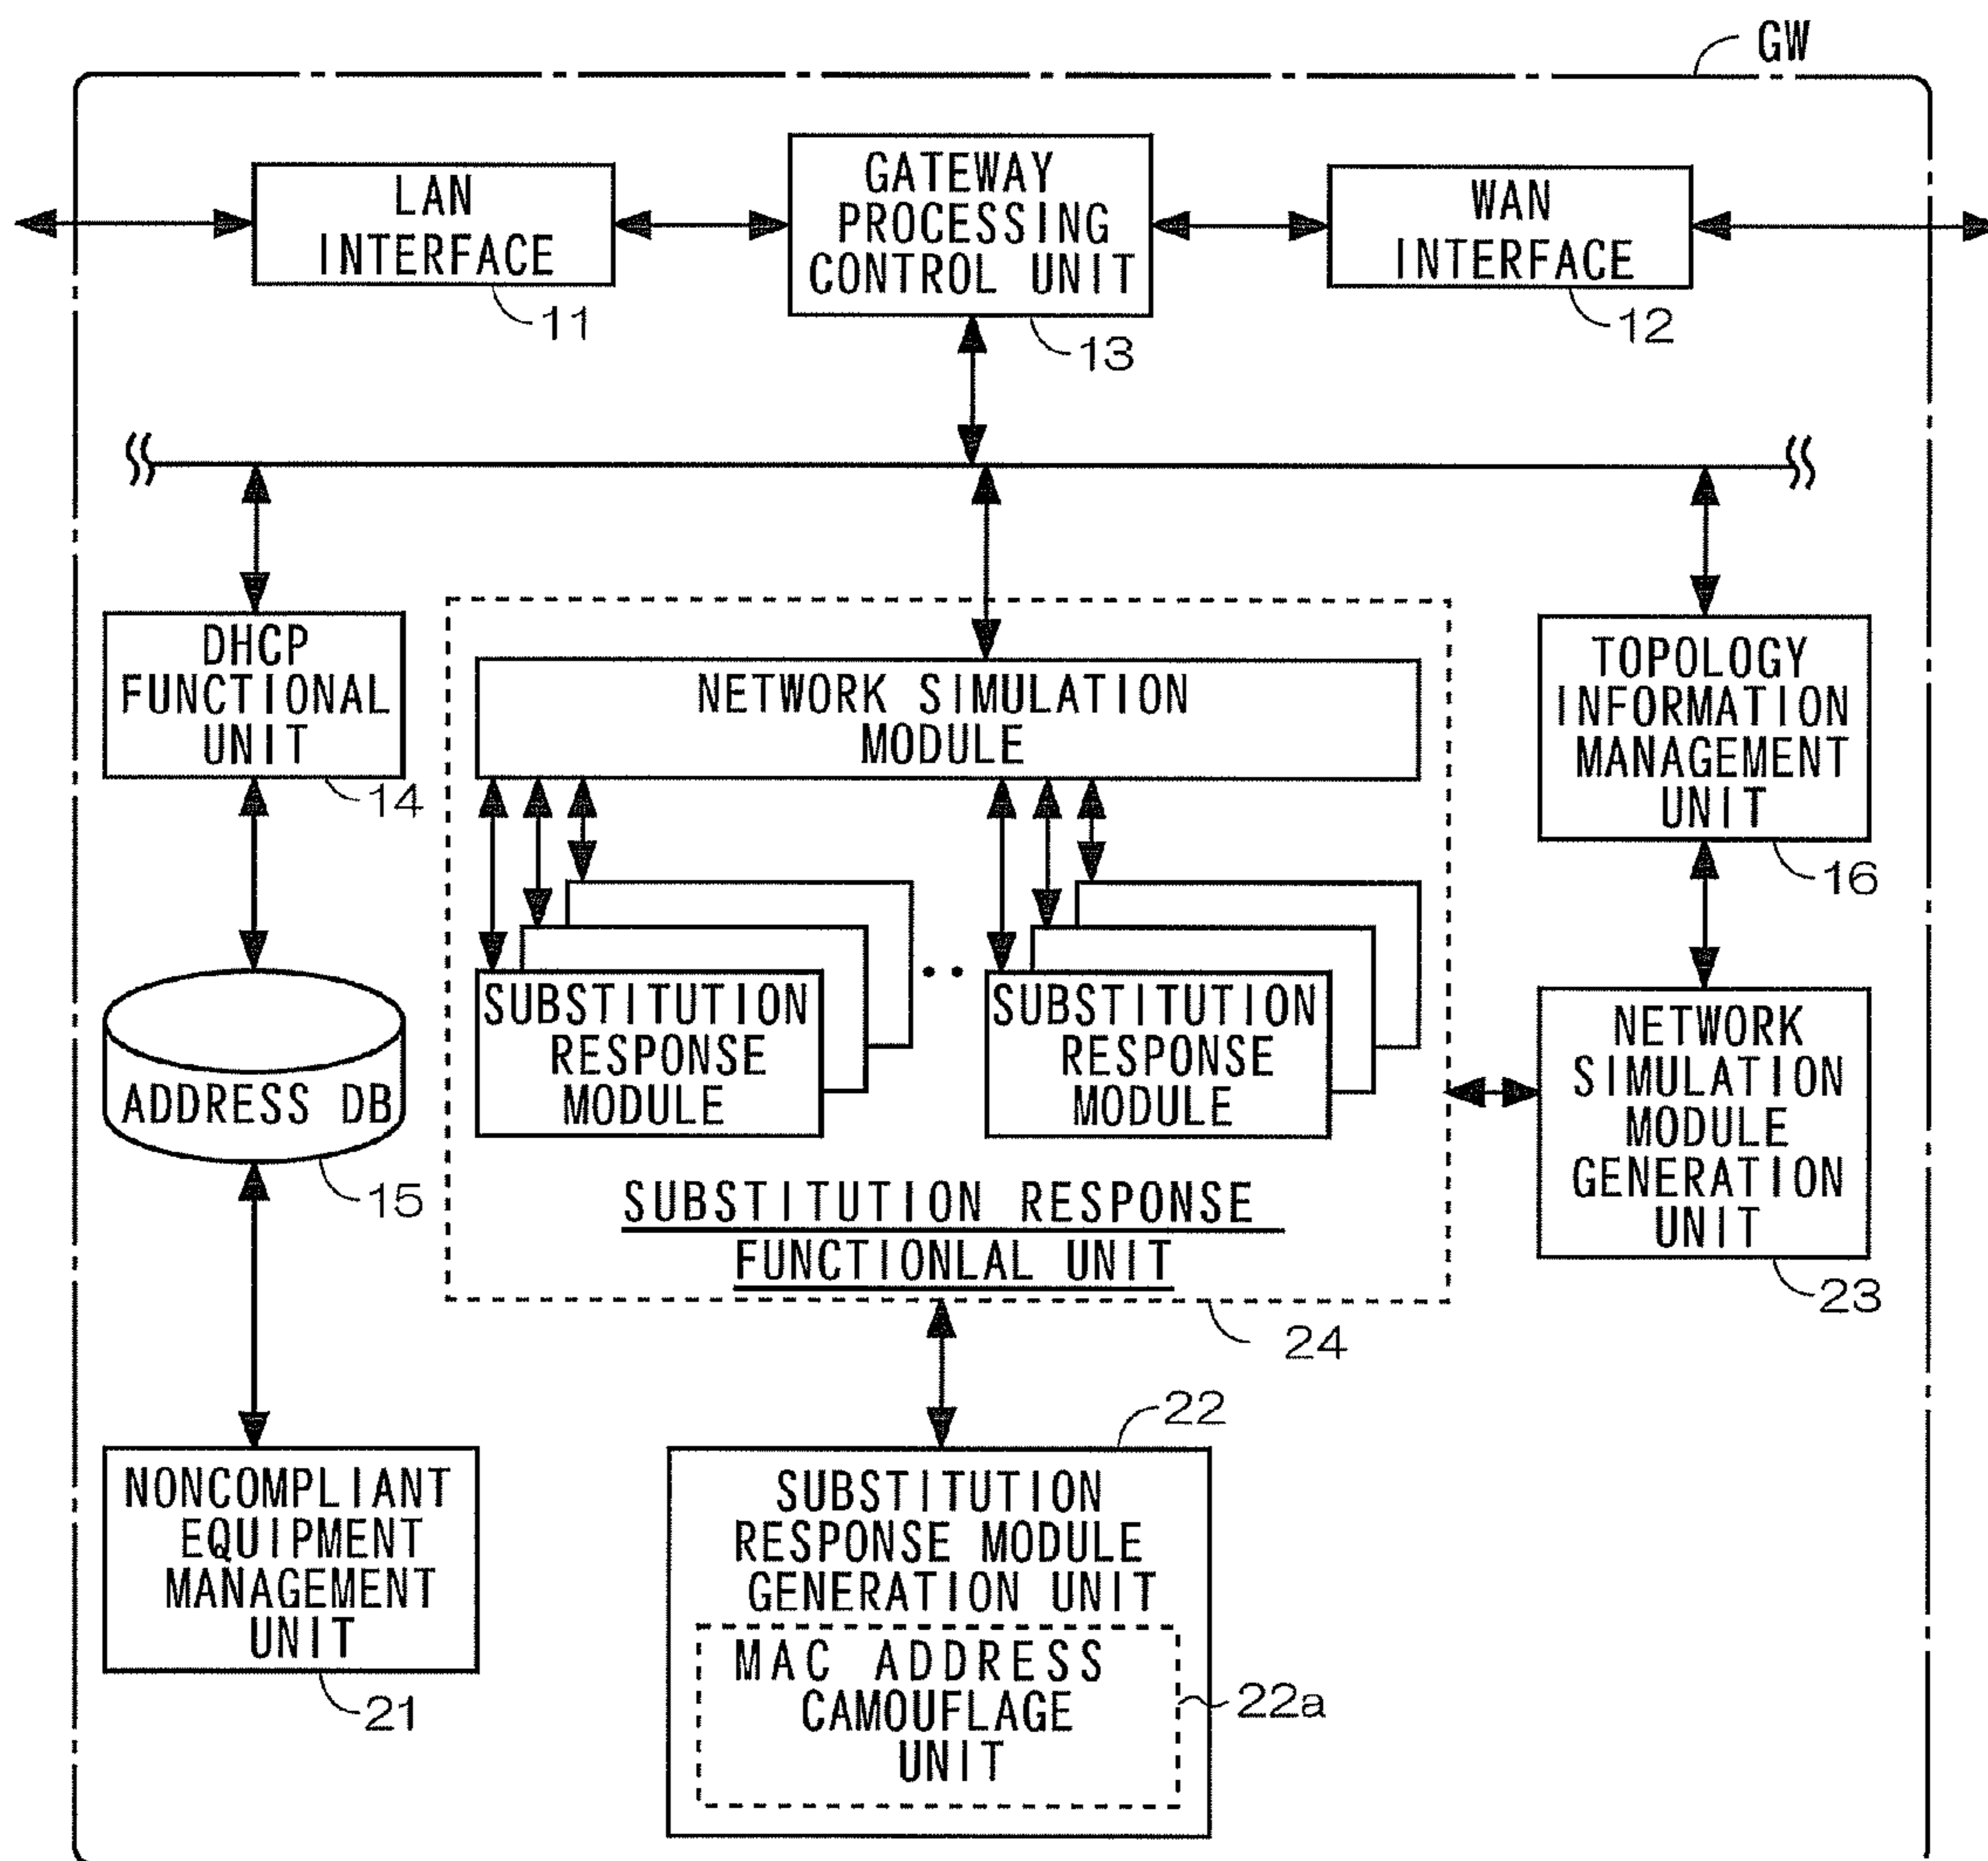 GW
LAN
INTERFACE
11
GATEWAY
PROCESSING
CONTROL UNIT
13
WAN
INTERFACE
12
DHCP
FUNCTIONAL
UNIT
14
NETWORK SIMULATION
MODULE
TOPOLOGY
INFORMATION
MANAGEMENT
UNIT
16
ADDRESS DB
15
SUBSTITUTION
RESPONSE
MODULE
SUBSTITUTION
RESPONSE
MODULE
SUBSTITUTION RESPONSE
FUNCTIONLAL UNIT
24
NETWORK
SIMULATION
MODULE
GENERATION
UNIT
23
NONCOMPLIANT
EQUIPMENT
MANAGEMENT
UNIT
21
22
SUBSTITUTION
RESPONSE MODULE
GENERATION UNIT
MAC ADDRESS
CAMOUFLAGE
UNIT
22a